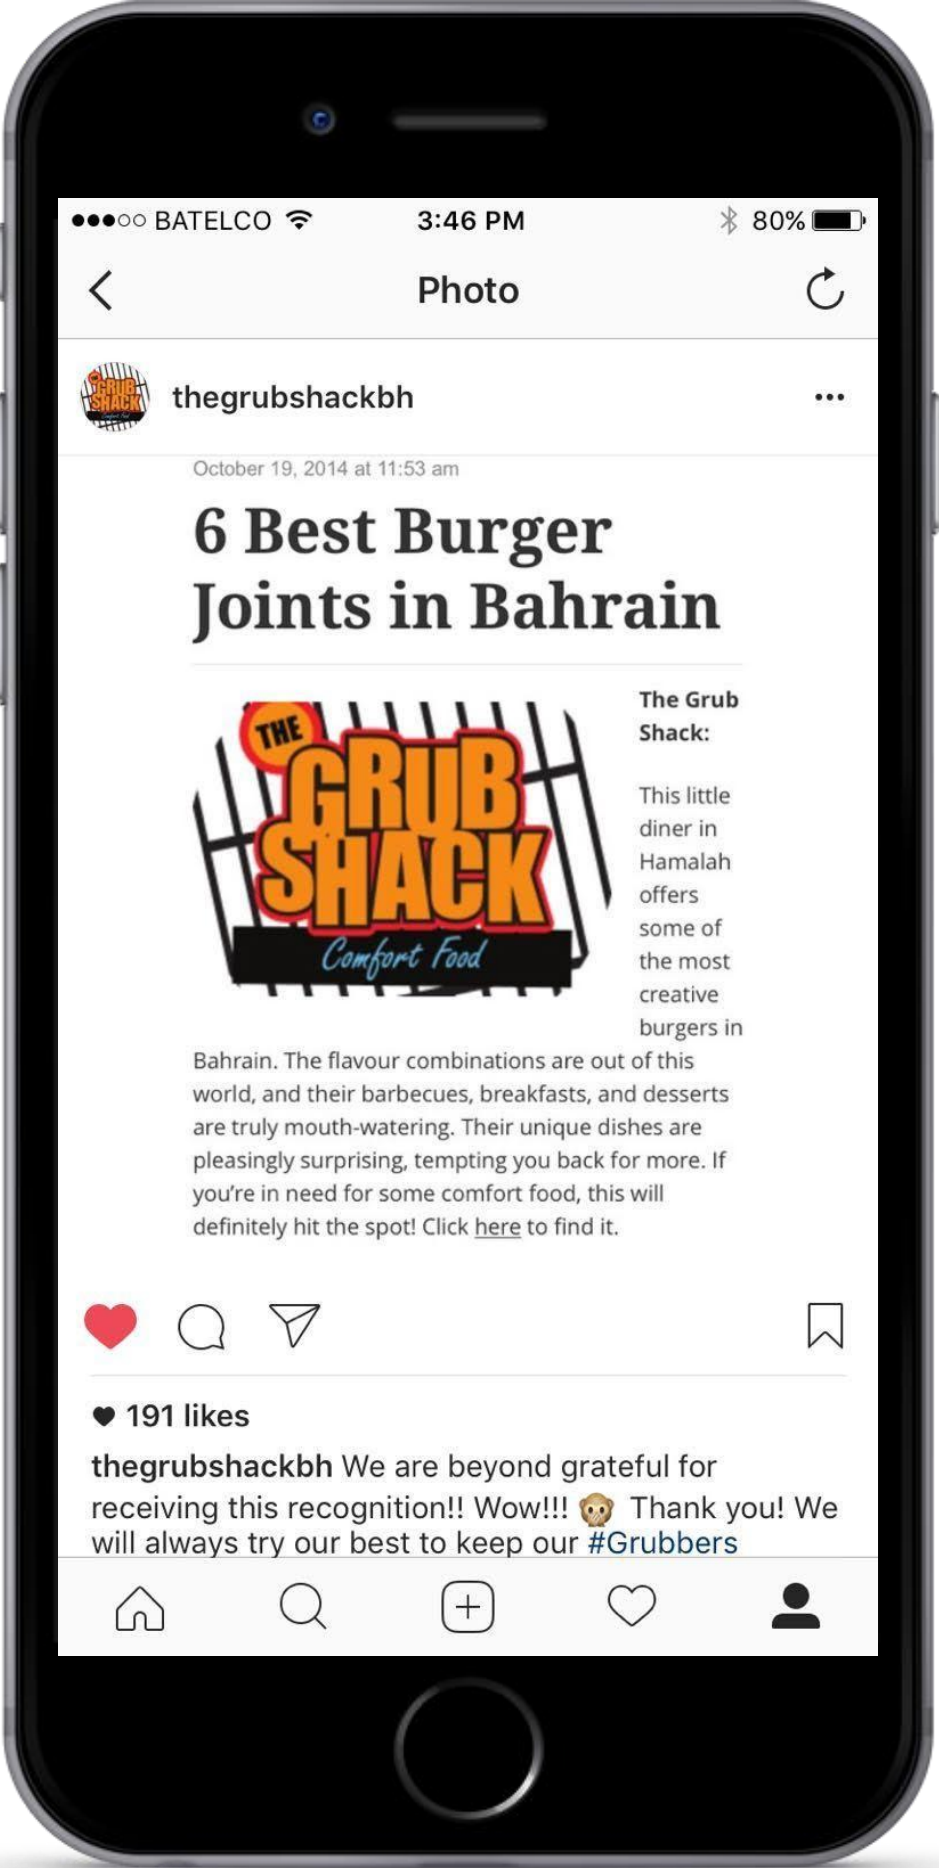 BATELCO 3:46 PM 80%
Photo
GRUB
SHACK
thegrubshackbh
October 19, 2014 at 11:53 am
6 Best Burger
Joints in Bahrain
THE
GRUB
SHACK
Comfort Food
The Grub
Shack:
This little
diner in
Hamalah
offers
some of
the most
creative
burgers in
Bahrain. The flavour combinations are out of this
world, and their barbecues, breakfasts, and desserts
are truly mouth-watering. Their unique dishes are
pleasingly surprising, tempting you back for more. If
you’re in need for some comfort food, this will
definitely hit the spot! Click here to find it.
191 likes
thegrubshackbh We are beyond grateful for
receiving this recognition!! Wow!!! 🙊 Thank you! We
will always try our best to keep our #Grubbers